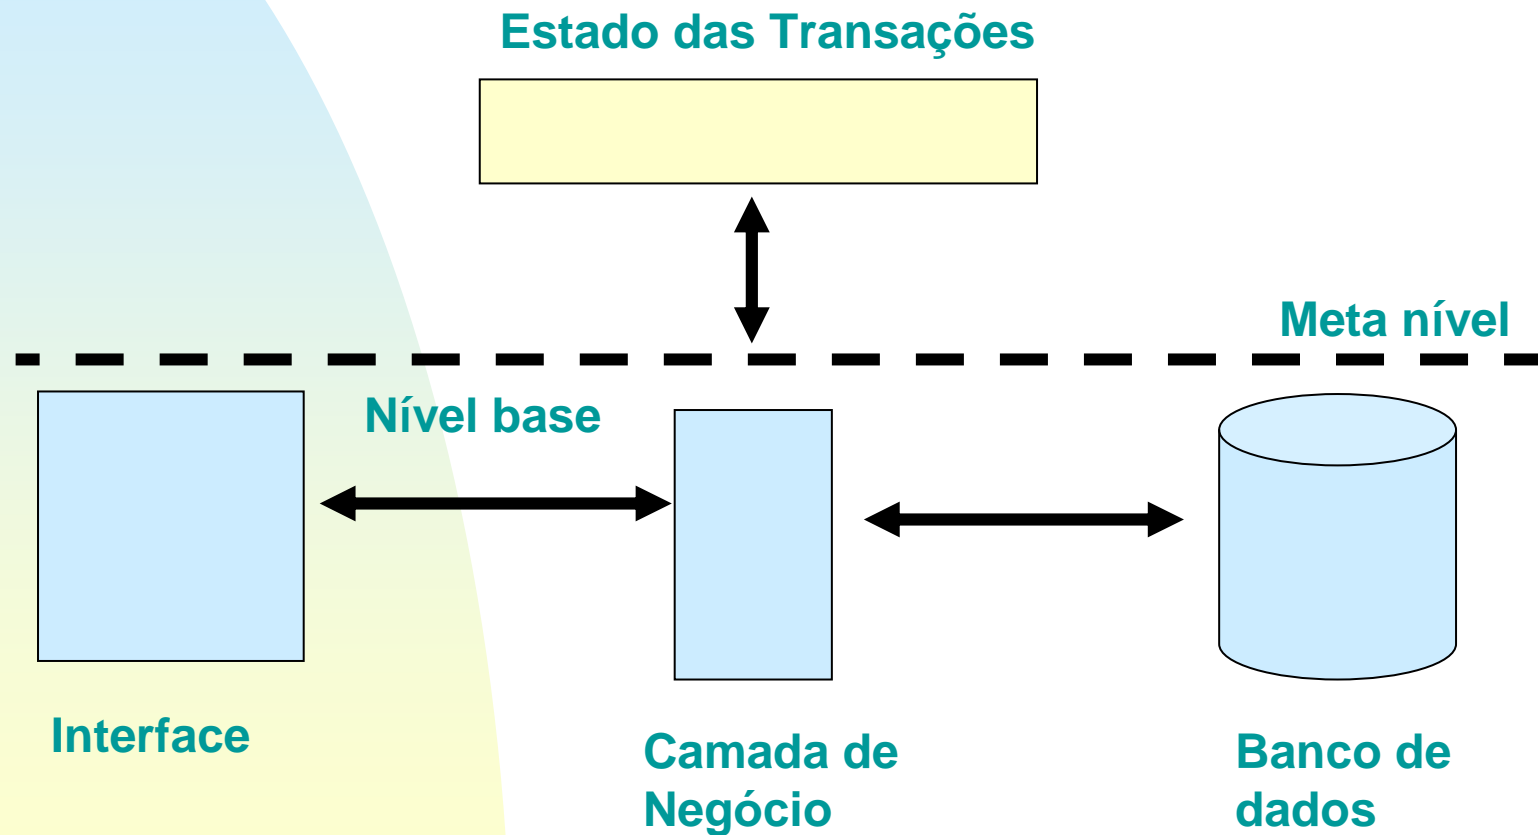 Estado das Transações
Meta nível
Nível base
Interface
Camada de
Negócio
Banco de
dados